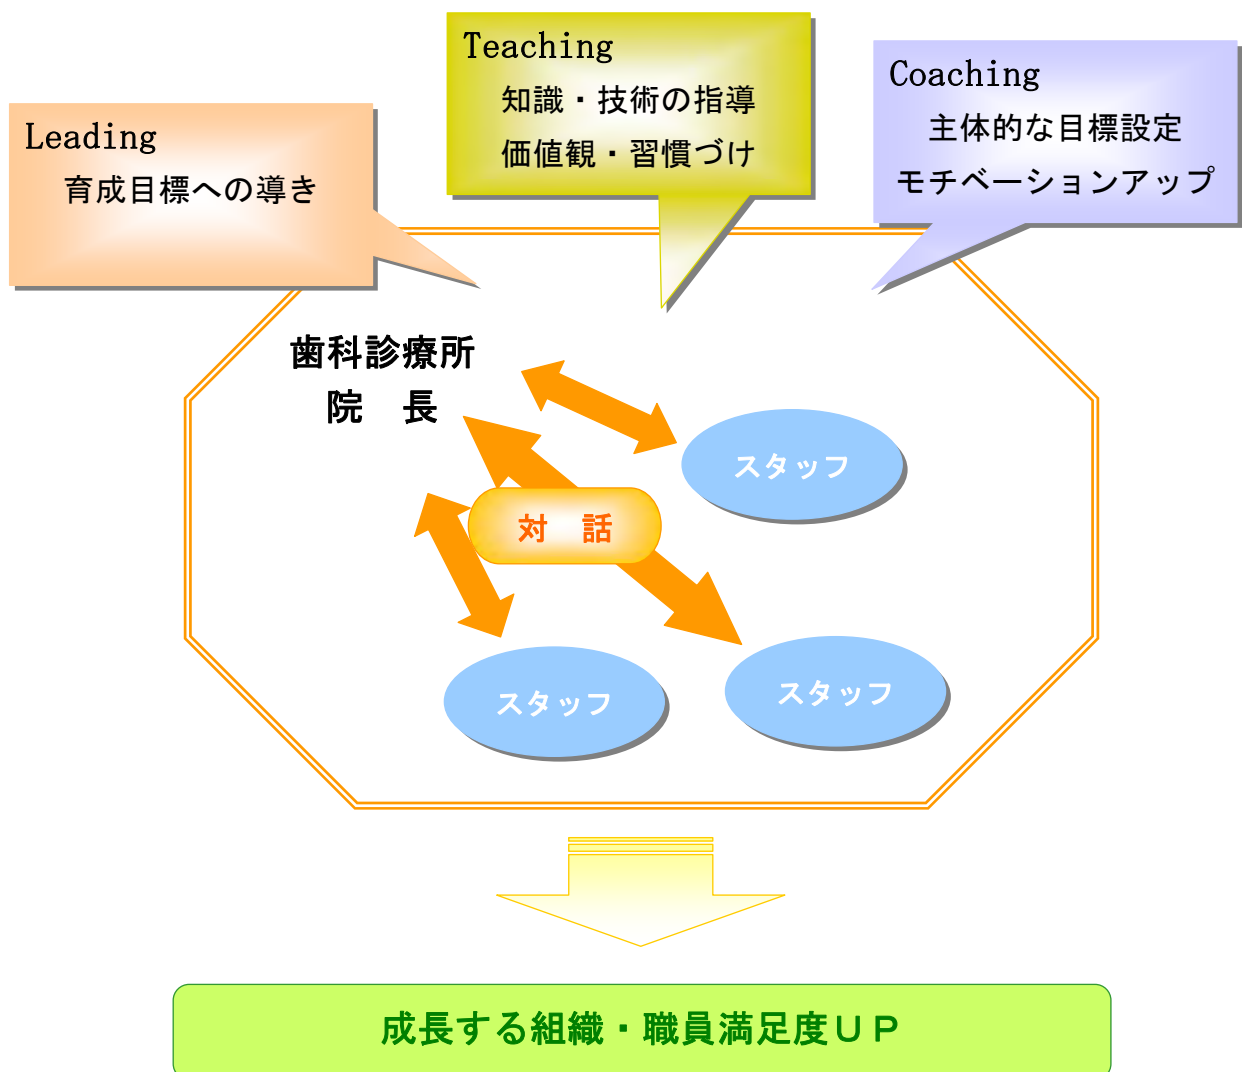 Leading
育成目標への導き
Teaching
知識・技術の指導
価値観・習慣づけ
Coaching
主体的な目標設定
モチベーションアップ
歯科診療所
院　長
スタッフ
対　話
スタッフ
スタッフ
成長する組織・職員満足度ＵＰ